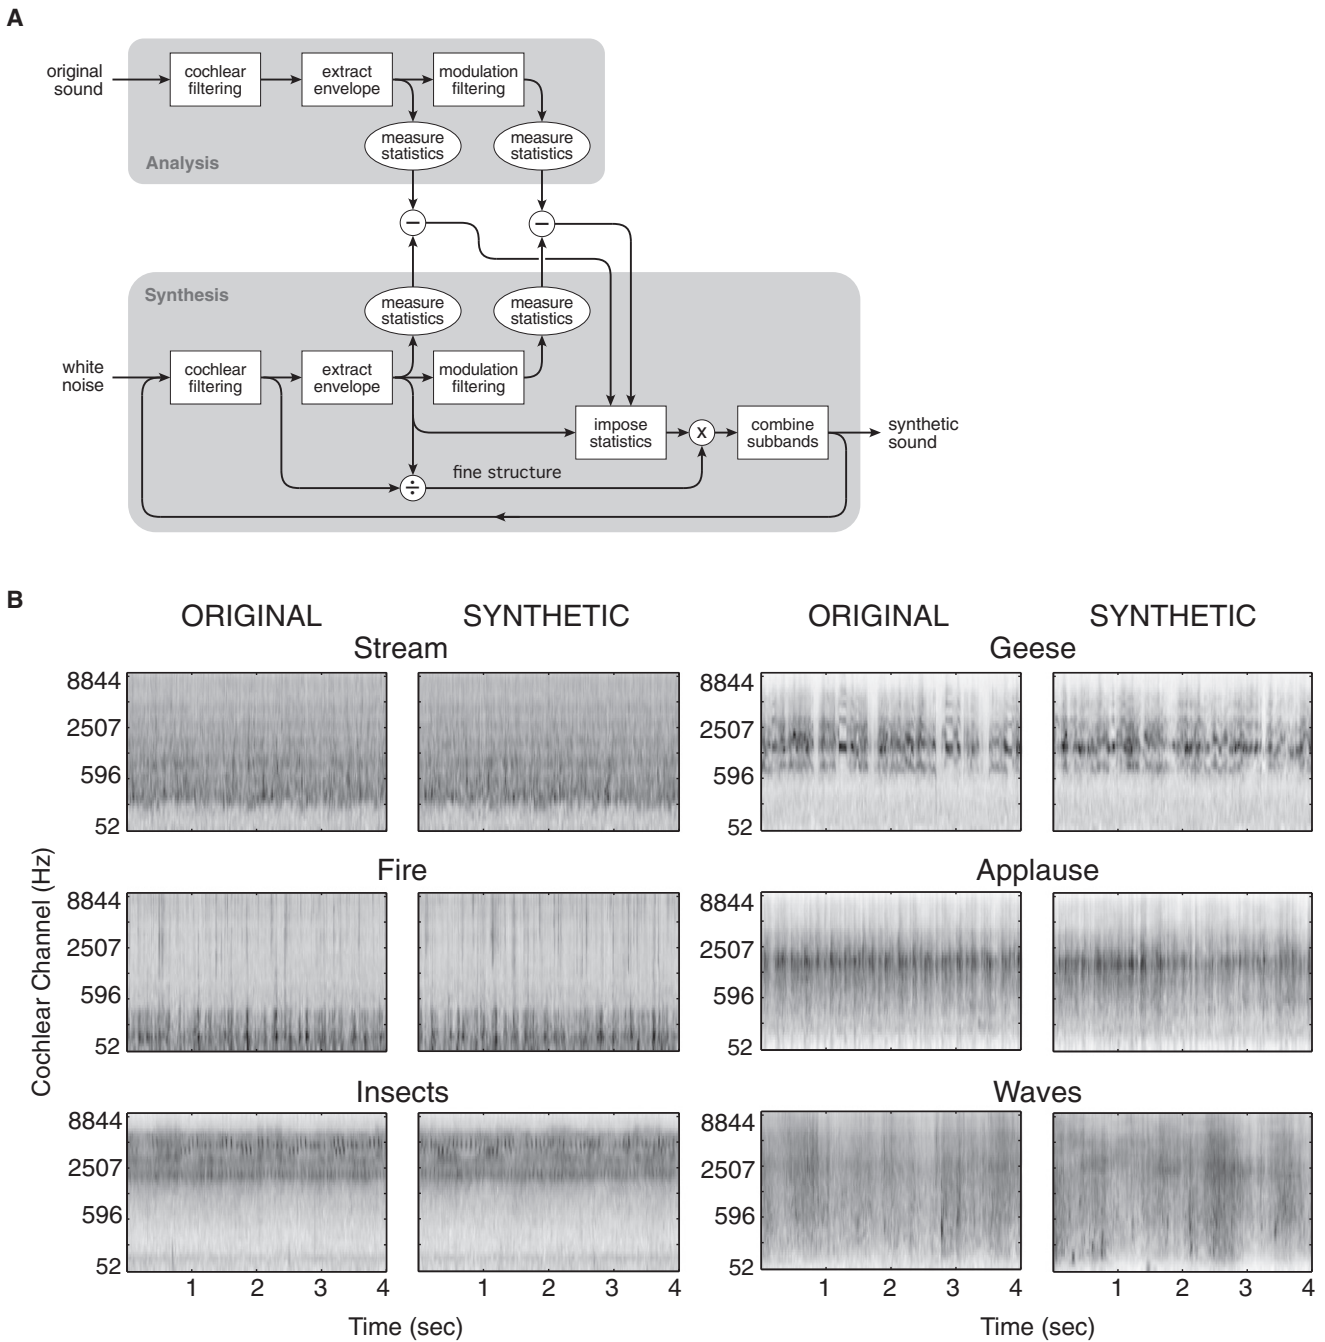 A
original
sound
cochlear
filtering
extract
envelope
modulation
filtering
measure
statistics
measure
statistics
Analysis
−
−
Synthesis
measure
statistics
measure
statistics
white
noise
cochlear
filtering
extract
envelope
modulation
filtering
impose
statistics
x
combine
subbands
synthetic
sound
fine structure
÷
B
ORIGINAL
SYNTHETIC
ORIGINAL
SYNTHETIC
Stream
Geese
8844
2507
596
52
8844
2507
596
52
Fire
Applause
8844
2507
596
52
8844
2507
596
52
Cochlear Channel (Hz)
Insects
Waves
8844
2507
596
52
8844
2507
596
52
1 2 3 4
1 2 3 4
1 2 3 4
1 2 3 4
Time (sec)
Time (sec)